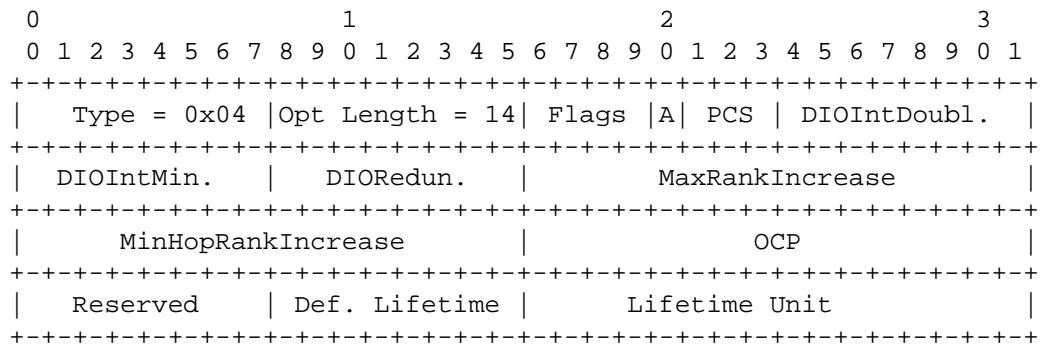 0                   1                   2                   3
 0 1 2 3 4 5 6 7 8 9 0 1 2 3 4 5 6 7 8 9 0 1 2 3 4 5 6 7 8 9 0 1
+-+-+-+-+-+-+-+-+-+-+-+-+-+-+-+-+-+-+-+-+-+-+-+-+-+-+-+-+-+-+-+-+
|   Type = 0x04 |Opt Length = 14| Flags |A| PCS | DIOIntDoubl.  |
+-+-+-+-+-+-+-+-+-+-+-+-+-+-+-+-+-+-+-+-+-+-+-+-+-+-+-+-+-+-+-+-+
|  DIOIntMin.   |   DIORedun.   |        MaxRankIncrease        |
+-+-+-+-+-+-+-+-+-+-+-+-+-+-+-+-+-+-+-+-+-+-+-+-+-+-+-+-+-+-+-+-+
|      MinHopRankIncrease       |              OCP              |
+-+-+-+-+-+-+-+-+-+-+-+-+-+-+-+-+-+-+-+-+-+-+-+-+-+-+-+-+-+-+-+-+
|   Reserved    | Def. Lifetime |      Lifetime Unit            |
+-+-+-+-+-+-+-+-+-+-+-+-+-+-+-+-+-+-+-+-+-+-+-+-+-+-+-+-+-+-+-+-+